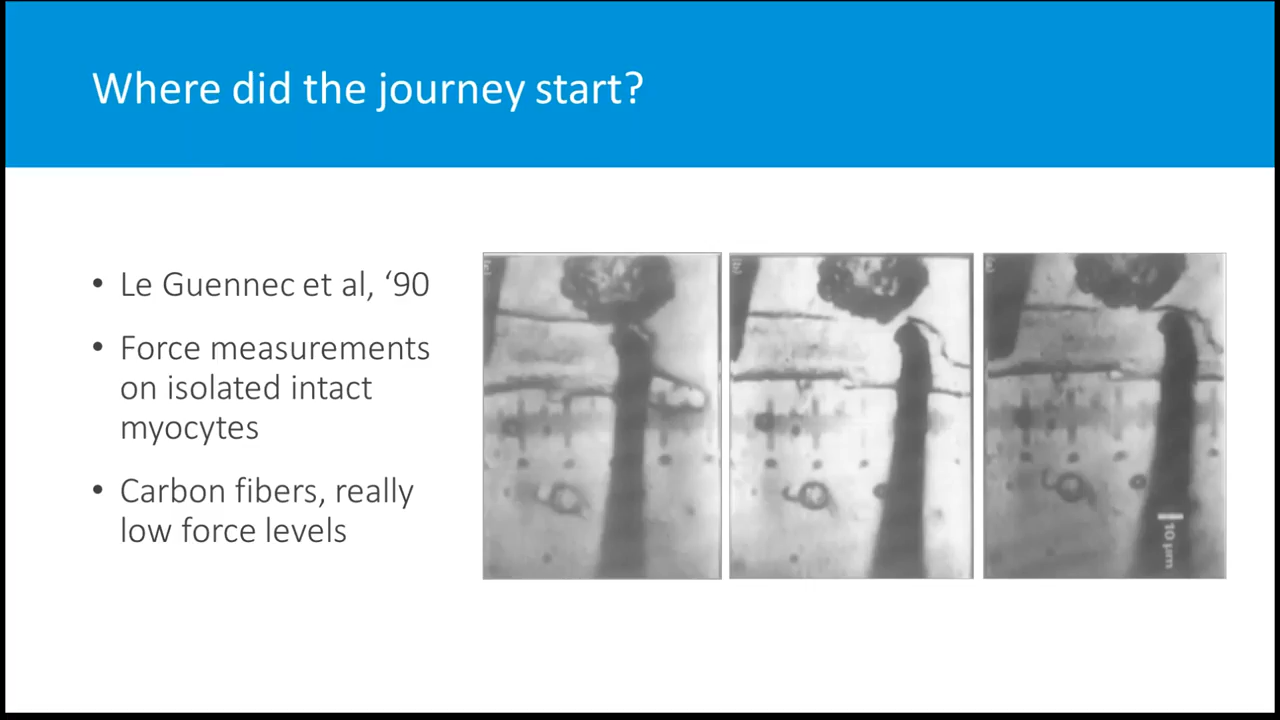 Where did the journey start?
• Le Guennec et al, ‘90
• Force measurements
on isolated intact
myocytes
• Carbon fibers, really
low force levels
10 µm